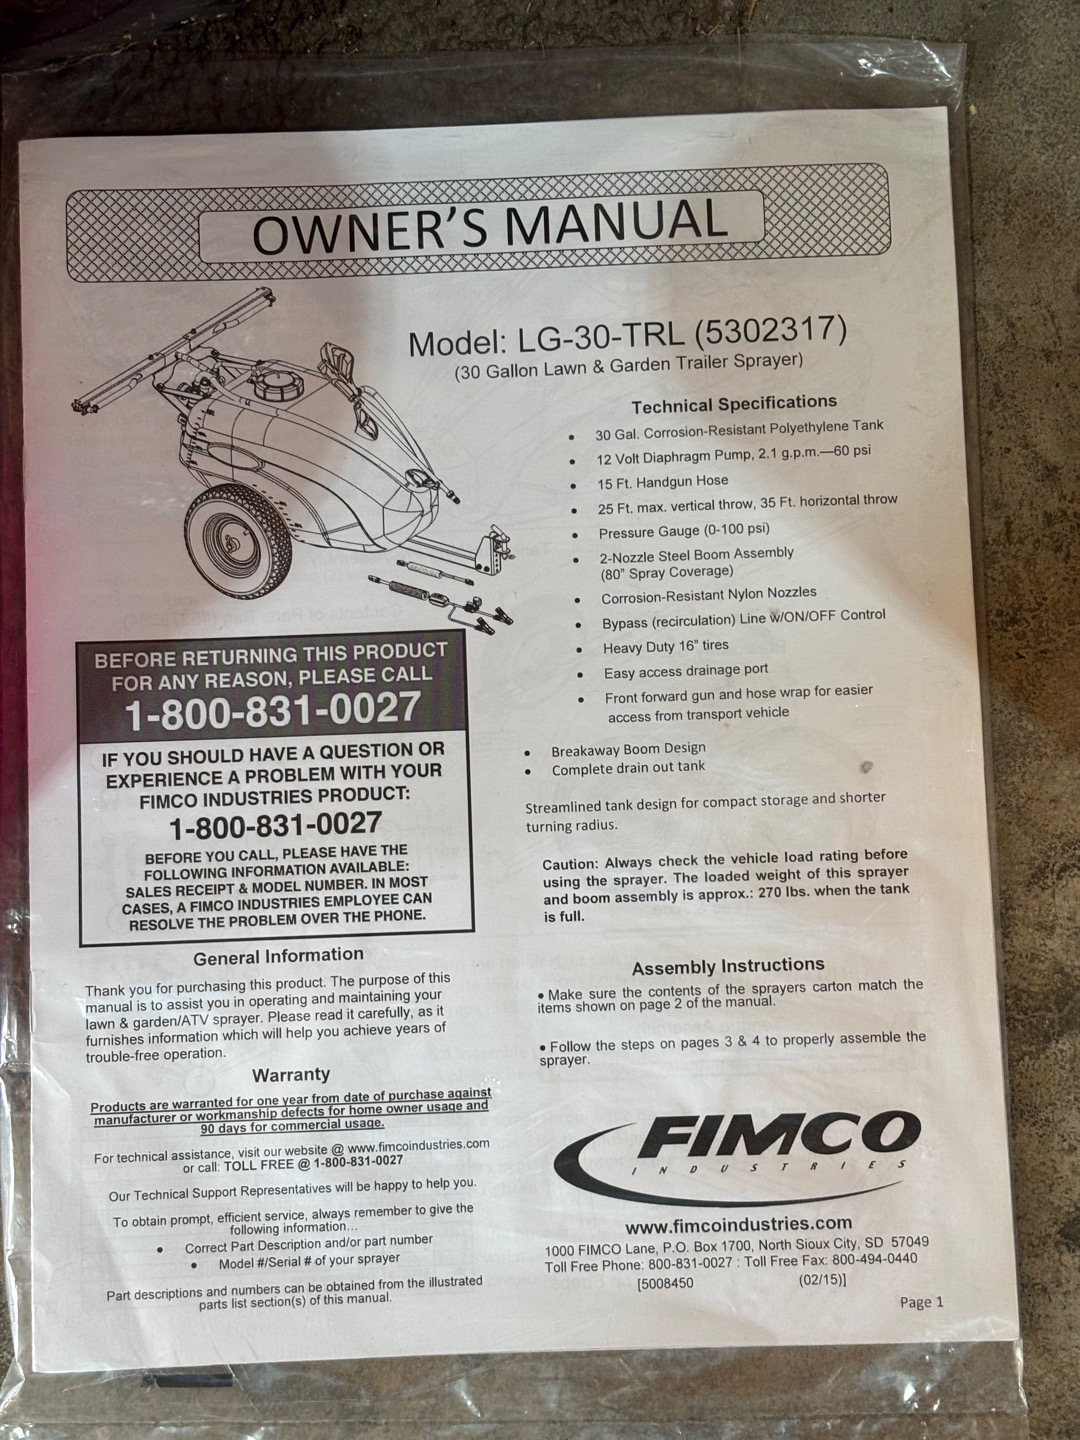 OWNER'S MANUAL
Model: LG-30-TRL (5302317)
(30 Gallon Lawn & Garden Trailer Sprayer)
Technical Specifications
• 30 Gal. Corrosion-Resistant Polyethylene Tank
• 12 Volt Diaphragm Pump, 2.1 g.p.m.—60 psi
• 15 Ft. Handgun Hose
• 25 Ft. max. vertical throw, 35 Ft. horizontal throw
• Pressure Gauge (0-100 psi)
• 2-Nozzle Steel Boom Assembly
(80" Spray Coverage)
• Corrosion-Resistant Nylon Nozzles
• Bypass (recirculation) Line w/ON/OFF Control
• Heavy Duty 16" tires
• Easy access drainage port
• Front forward gun and hose wrap for easier
access from transport vehicle
• Breakaway Boom Design
• Complete drain out tank
Streamlined tank design for compact storage and shorter
turning radius.
Caution: Always check the vehicle load rating before
using the sprayer. The loaded weight of this sprayer
and boom assembly is approx.: 270 lbs. when the tank
is full.
BEFORE RETURNING THIS PRODUCT
FOR ANY REASON, PLEASE CALL
1-800-831-0027
IF YOU SHOULD HAVE A QUESTION OR
EXPERIENCE A PROBLEM WITH YOUR
FIMCO INDUSTRIES PRODUCT:
1-800-831-0027
BEFORE YOU CALL, PLEASE HAVE THE
FOLLOWING INFORMATION AVAILABLE:
SALES RECEIPT & MODEL NUMBER. IN MOST
CASES, A FIMCO INDUSTRIES EMPLOYEE CAN
RESOLVE THE PROBLEM OVER THE PHONE.
General Information
Thank you for purchasing this product. The purpose of this
manual is to assist you in operating and maintaining your
lawn & garden/ATV sprayer. Please read it carefully, as it
furnishes information which will help you achieve years of
trouble-free operation.
Warranty
Products are warranted for one year from date of purchase against
manufacturer or workmanship defects for home owner usage and
90 days for commercial usage.
For technical assistance, visit our website @ www.fimcoindustries.com
or call: TOLL FREE @ 1-800-831-0027
Our Technical Support Representatives will be happy to help you.
To obtain prompt, efficient service, always remember to give the
following information…
• Correct Part Description and/or part number
• Model #/Serial # of your sprayer
Part descriptions and numbers can be obtained from the illustrated
parts list section(s) of this manual.
Assembly Instructions
• Make sure the contents of the sprayers carton match the
items shown on page 2 of the manual.
• Follow the steps on pages 3 & 4 to properly assemble the
sprayer.
FIMCO
INDUSTRIES
www.fimcoindustries.com
1000 FIMCO Lane, P.O. Box 1700, North Sioux City, SD 57049
Toll Free Phone: 800-831-0027 : Toll Free Fax: 800-494-0440
[5008450 (02/15)]
Page 1